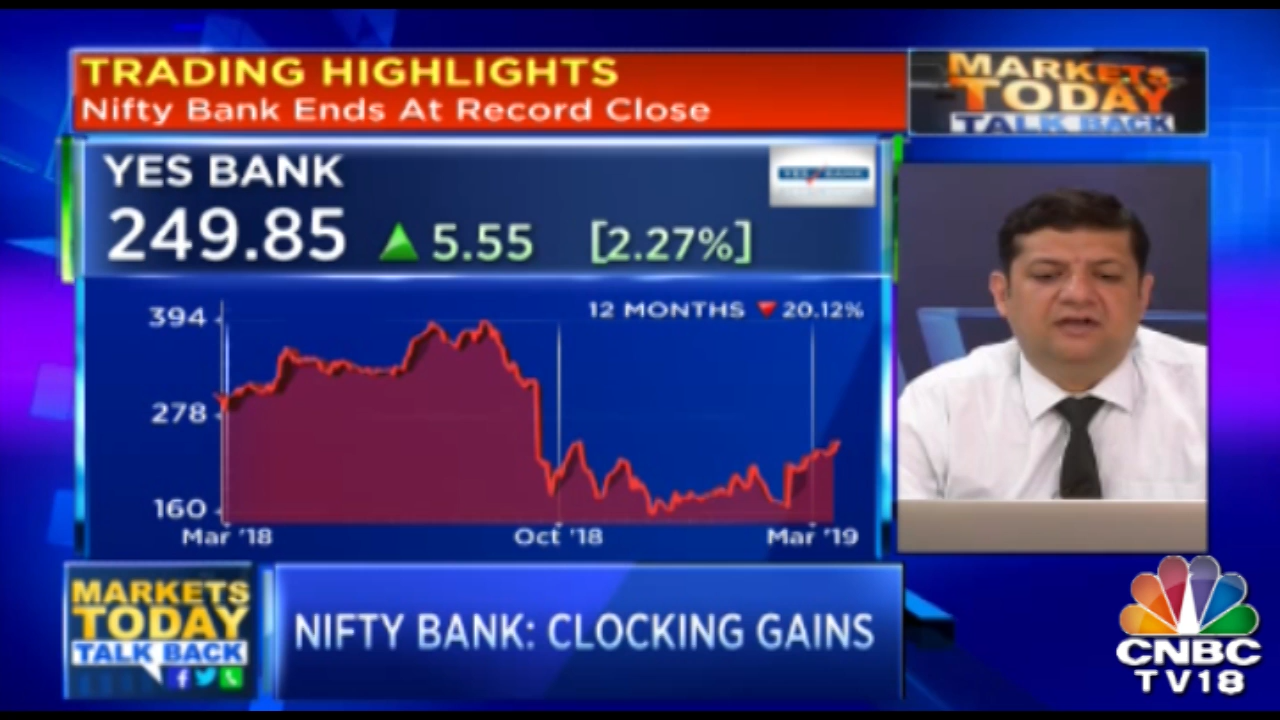 TRADING HIGHLIGHTS
Nifty Bank Ends At Record Close
MARKETS
TODAY
TALK BACK
YES BANK
YES BANK
249.85 ▲ 5.55 [2.27%]
12 MONTHS ▼ 20.12%
394
278
160
Mar '18 Oct '18 Mar '19
MARKETS
TODAY
TALK BACK
NIFTY BANK: CLOCKING GAINS
CNBC
TV18